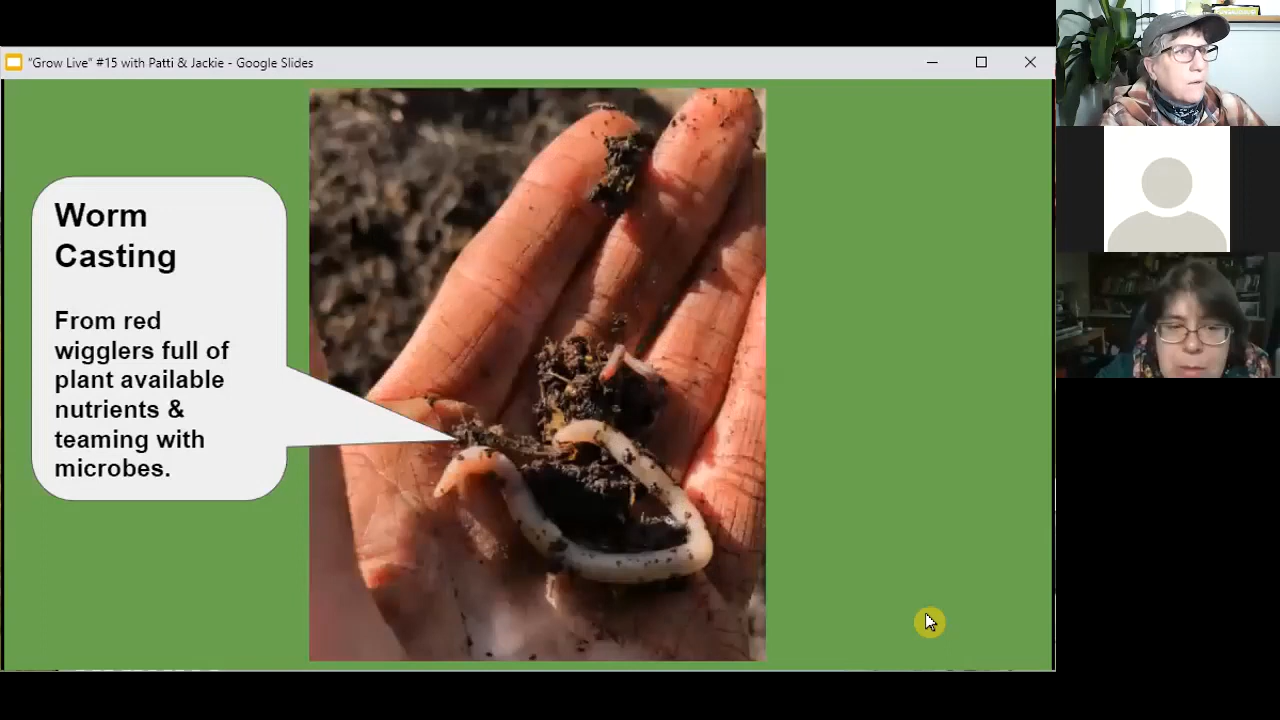 "Grow Live" #15 with Patti & Jackie - Google Slides
Worm
Casting
From red
wigglers full of
plant available
nutrients &
teaming with
microbes.